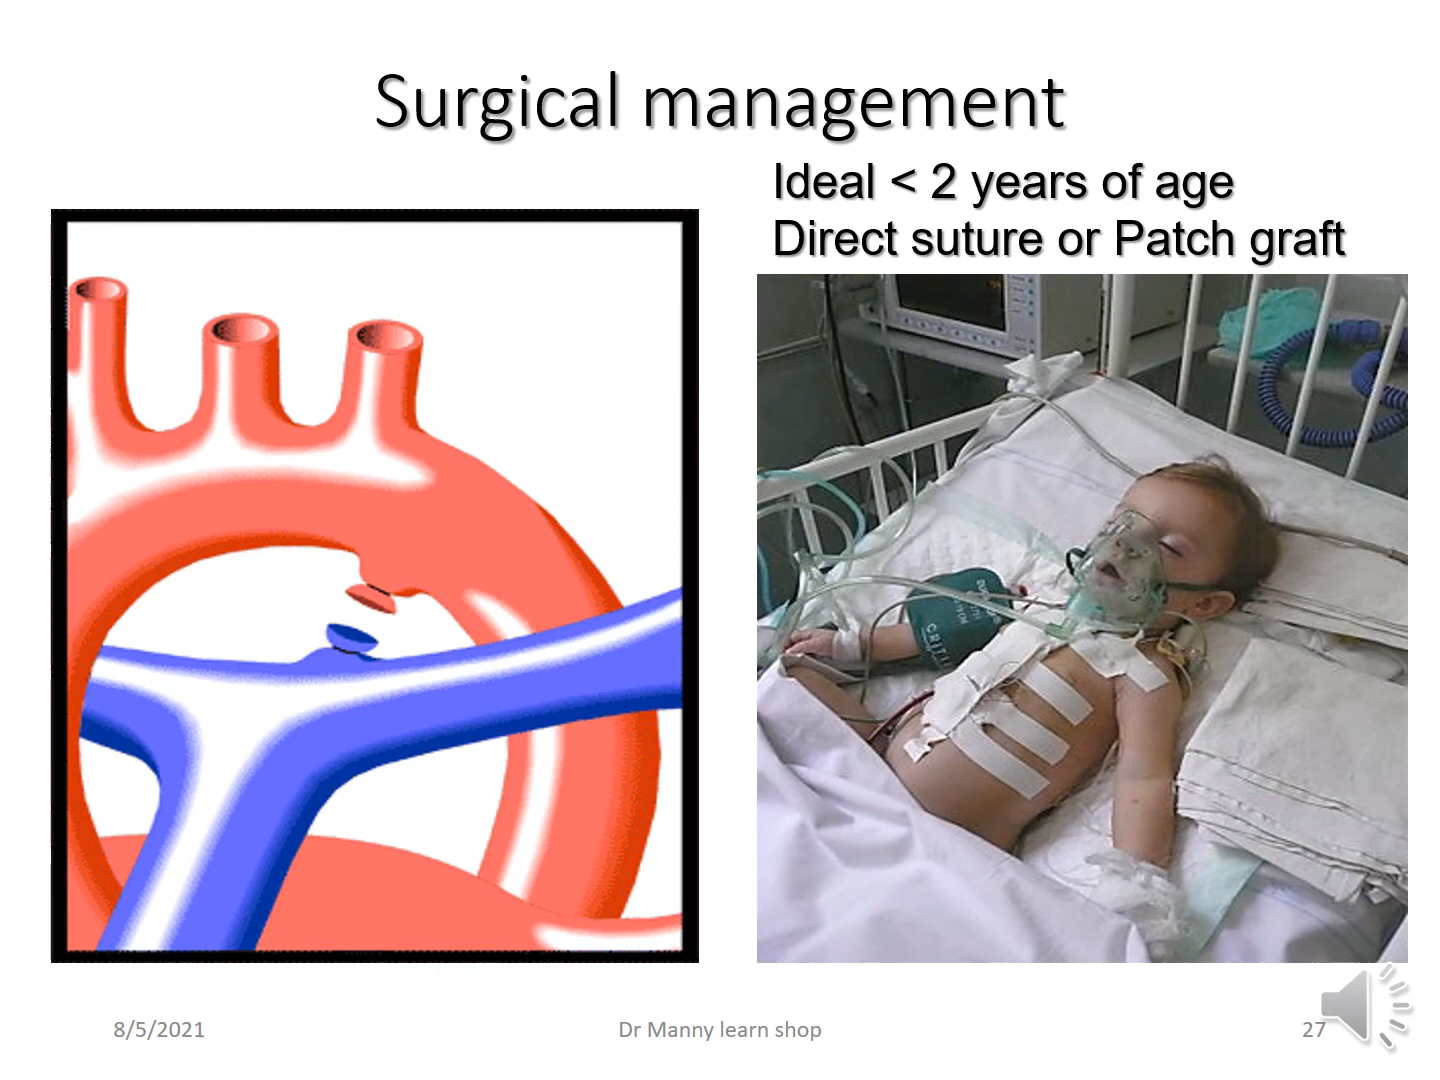 Surgical management
Ideal < 2 years of age
Direct suture or Patch graft
8/5/2021
Dr Manny learn shop
27